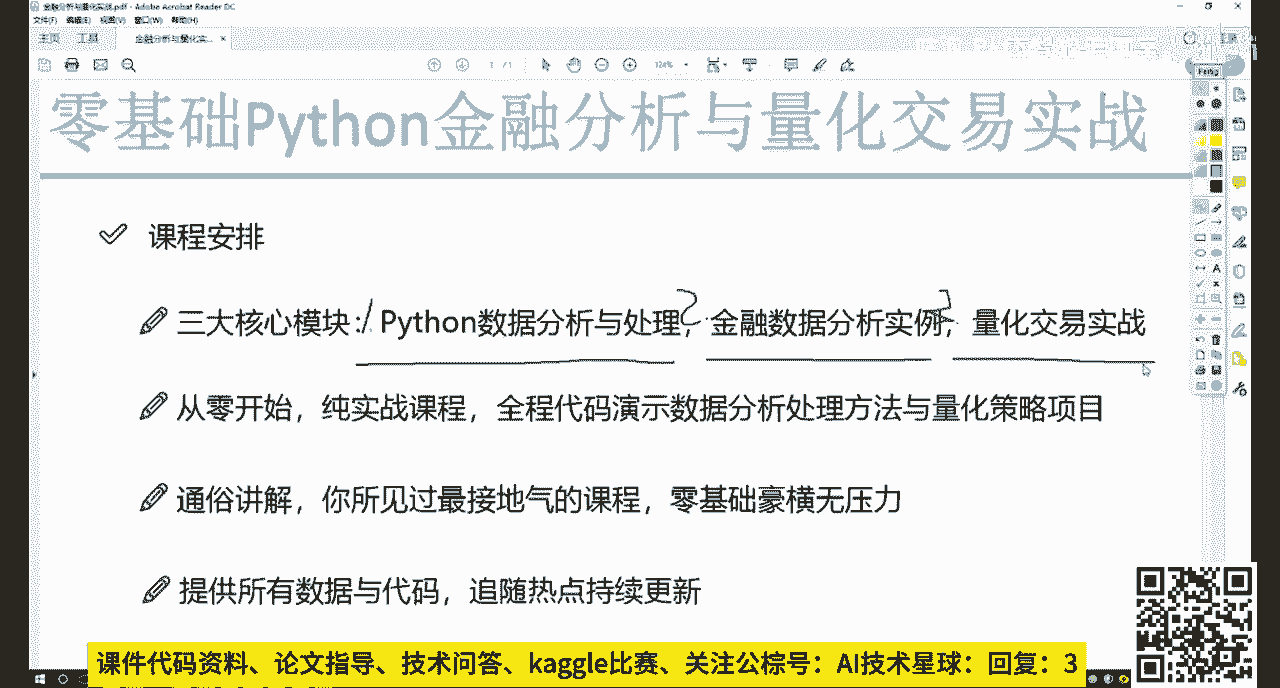 金融分析与量化实战.pdf - Adobe Acrobat Reader DC
文件(F) 编辑(E) 视图(V) 窗口(W) 帮助(H)
主页 工具 金融分析与量化实... ×
1 / 1 124%
零基础Python金融分析与量化交易实战
课程安排
三大核心模块:Python数据分析与处理,金融数据分析实例,量化交易实战
从零开始,纯实战课程,全程代码演示数据分析处理方法与量化策略项目
通俗讲解,你所见过最接地气的课程,零基础豪横无压力
提供所有数据与代码,追随热点持续更新
课件代码资料、论文指导、技术问答、kaggle比赛、关注公棕号:AI技术星球:回复:3